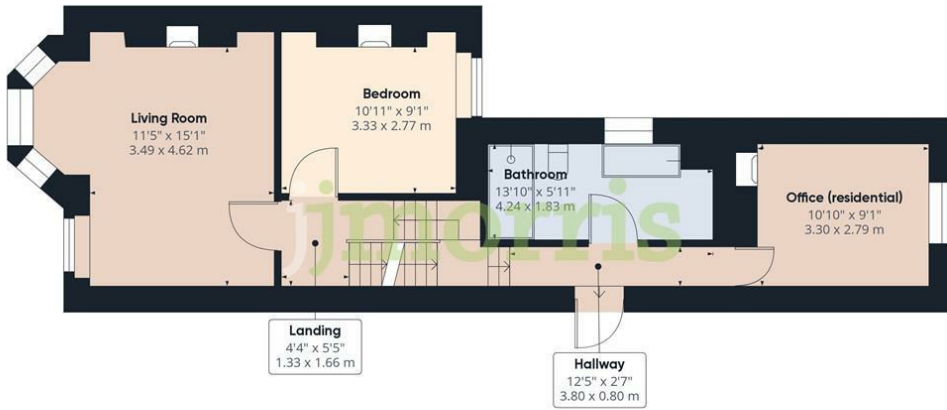 Living Room
11'5" x 15'1"
3.49 x 4.62 m
Bedroom
10'11" x 9'1"
3.33 x 2.77 m
Bathroom
13'10" x 5'11"
4.24 x 1.83 m
Office (residential)
10'10" x 9'1"
3.30 x 2.79 m
jjmorris
Landing
4'4" x 5'5"
1.33 x 1.66 m
Hallway
12'5" x 2'7"
3.80 x 0.80 m